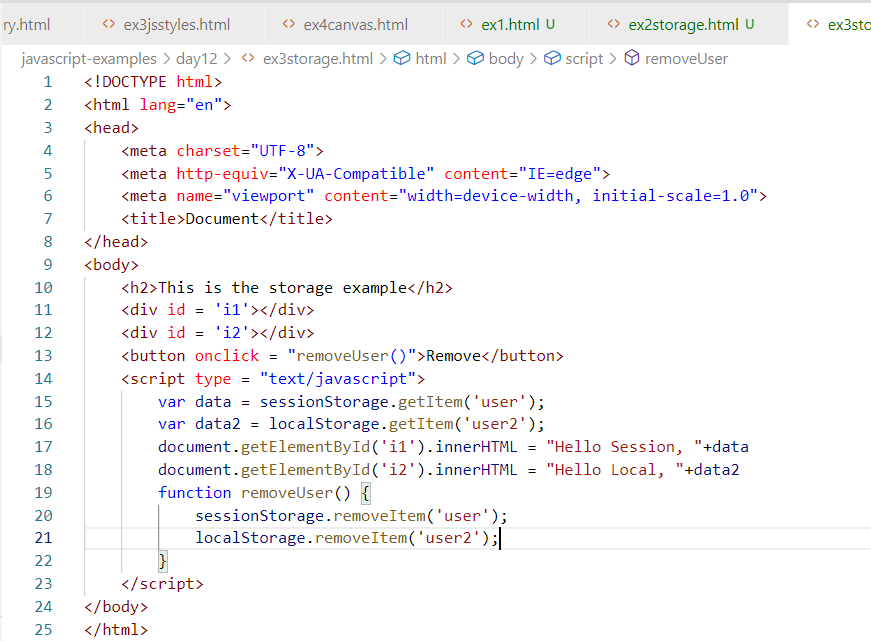 ry.html ex3jsstyles.html ex4canvas.html ex1.html U ex2storage.html U ex3sto
javascript-examples > day12 > ex3storage.html > html > body > script > removeUser
1 <!DOCTYPE html>
2 <html lang="en">
3 <head>
4     <meta charset="UTF-8">
5     <meta http-equiv="X-UA-Compatible" content="IE=edge">
6     <meta name="viewport" content="width=device-width, initial-scale=1.0">
7     <title>Document</title>
8 </head>
9 <body>
10     <h2>This is the storage example</h2>
11     <div id = 'i1'></div>
12     <div id = 'i2'></div>
13     <button onclick = "removeUser()">Remove</button>
14     <script type = "text/javascript">
15         var data = sessionStorage.getItem('user');
16         var data2 = localStorage.getItem('user2');
17         document.getElementById('i1').innerHTML = "Hello Session, "+data
18         document.getElementById('i2').innerHTML = "Hello Local, "+data2
19         function removeUser() {
20             sessionStorage.removeItem('user');
21             localStorage.removeItem('user2');
22         }
23     </script>
24 </body>
25 </html>